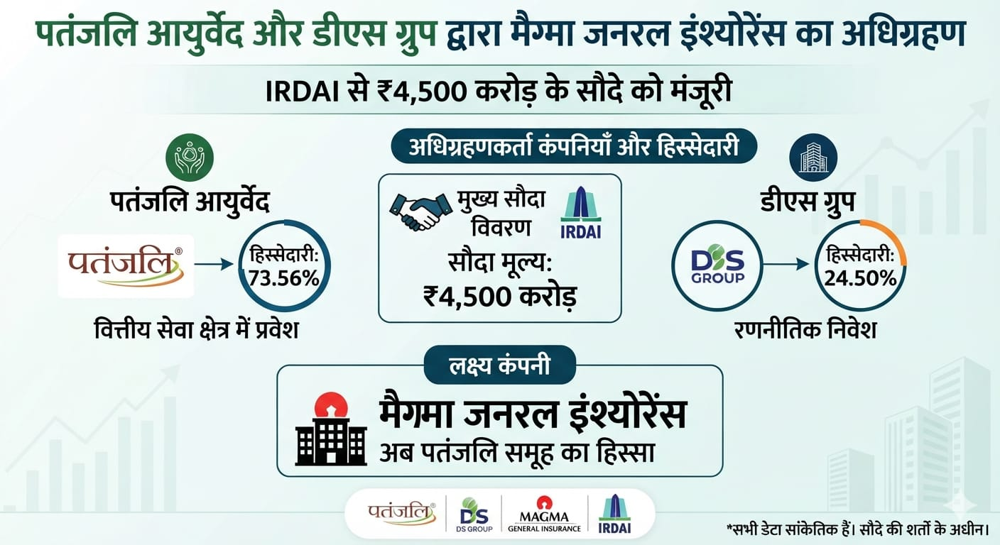 पतंजलि आयुर्वेद और डीएस ग्रुप द्वारा मैग्मा जनरल इंश्योरेंस का अधिग्रहण
IRDAI से ₹4,500 करोड़ के सौदे को मंजूरी
अधिग्रहणकर्ता कंपनियाँ और हिस्सेदारी
पतंजलि आयुर्वेद
पतंजलि®
हिस्सेदारी:
73.56%
वित्तीय सेवा क्षेत्र में प्रवेश
मुख्य सौदा
विवरण
IRDAI
सौदा मूल्य:
₹4,500 करोड़
डीएस ग्रुप
DS
GROUP
हिस्सेदारी:
24.50%
रणनीतिक निवेश
लक्ष्य कंपनी
मैग्मा जनरल इंश्योरेंस
अब पतंजलि समूह का हिस्सा
पतंजलि®
DS
DS GROUP
MAGMA
GENERAL INSURANCE
IRDAI
*सभी डेटा सांकेतिक हैं। सौदे की शर्तों के अधीन।